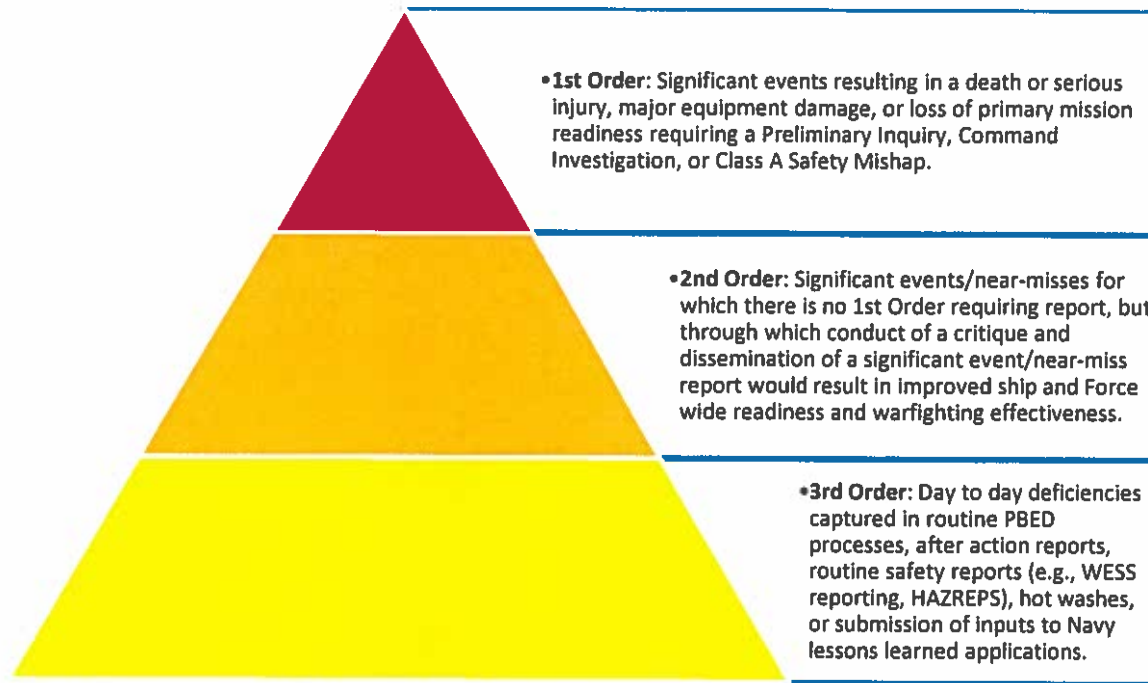 •1st Order: Significant events resulting in a death or serious
injury, major equipment damage, or loss of primary mission
readiness requiring a Preliminary Inquiry, Command
Investigation, or Class A Safety Mishap.
•2nd Order: Significant events/near-misses for
which there is no 1st Order requiring report, but
through which conduct of a critique and
dissemination of a significant event/near-miss
report would result in improved ship and Force
wide readiness and warfighting effectiveness.
•3rd Order: Day to day deficiencies
captured in routine PBED
processes, after action reports,
routine safety reports (e.g., WESS
reporting, HAZREPS), hot washes,
or submission of inputs to Navy
lessons learned applications.